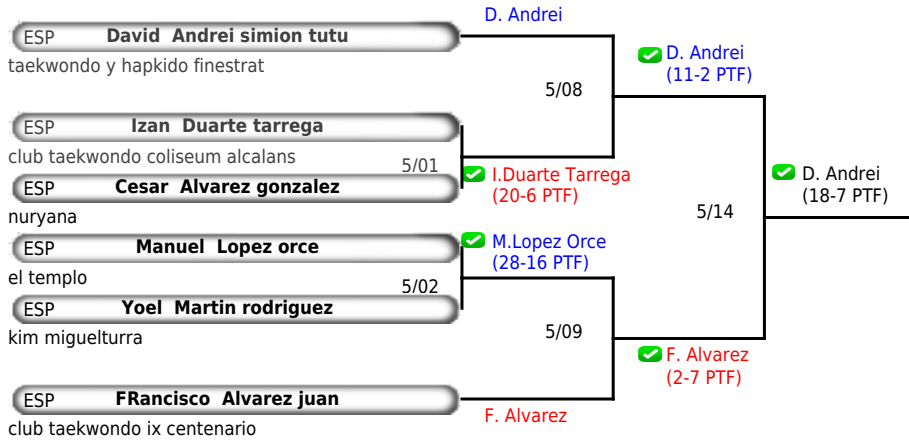 D. Andrei
ESP David Andrei simion tutu
taekwondo y hapkido finestrat
D. Andrei
(11-2 PTF)
5/08
ESP Izan Duarte tarrega
club taekwondo coliseum alcalans
5/01
I.Duarte Tarrega
(20-6 PTF)
ESP Cesar Alvarez gonzalez
nuryana
D. Andrei
(18-7 PTF)
5/14
ESP Manuel Lopez orce
el templo
M.Lopez Orce
(28-16 PTF)
5/02
ESP Yoel Martin rodriguez
kim miguelturra
5/09
F. Alvarez
(2-7 PTF)
ESP FRancisco Alvarez juan
club taekwondo ix centenario
F. Alvarez